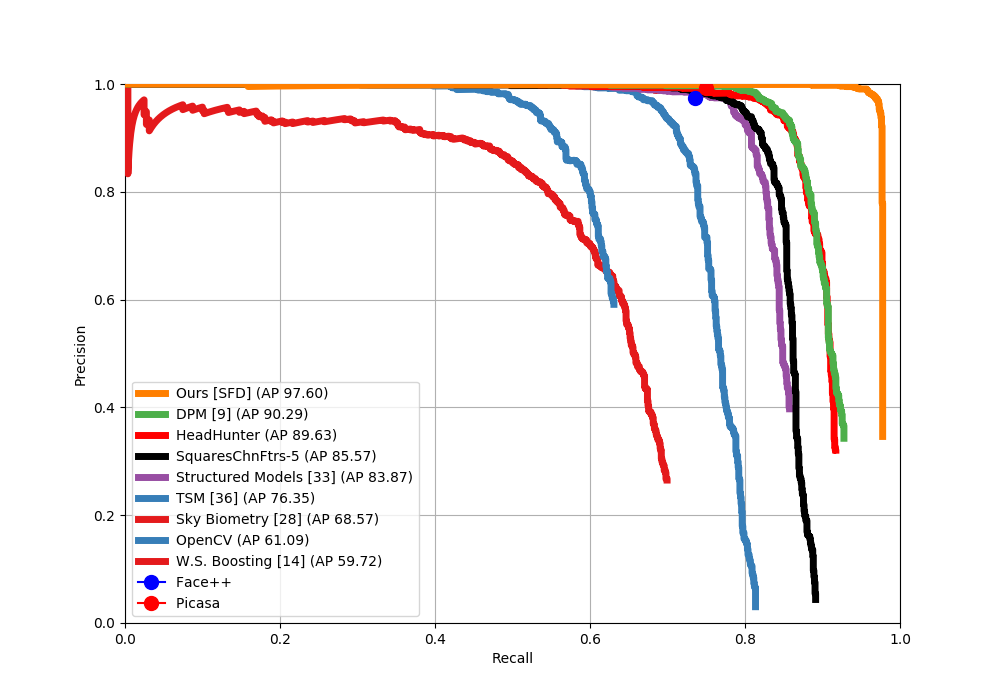 1.0
0.8
0.6
0.4
0.2
0.0
Precision
Ours [SFD] (AP 97.60)
DPM [9] (AP 90.29)
HeadHunter (AP 89.63)
SquaresChnFtrs-5 (AP 85.57)
Structured Models [33] (AP 83.87)
TSM [36] (AP 76.35)
Sky Biometry [28] (AP 68.57)
OpenCV (AP 61.09)
W.S. Boosting [14] (AP 59.72)
Face++
Picasa
0.0 0.2 0.4 0.6 0.8 1.0
Recall